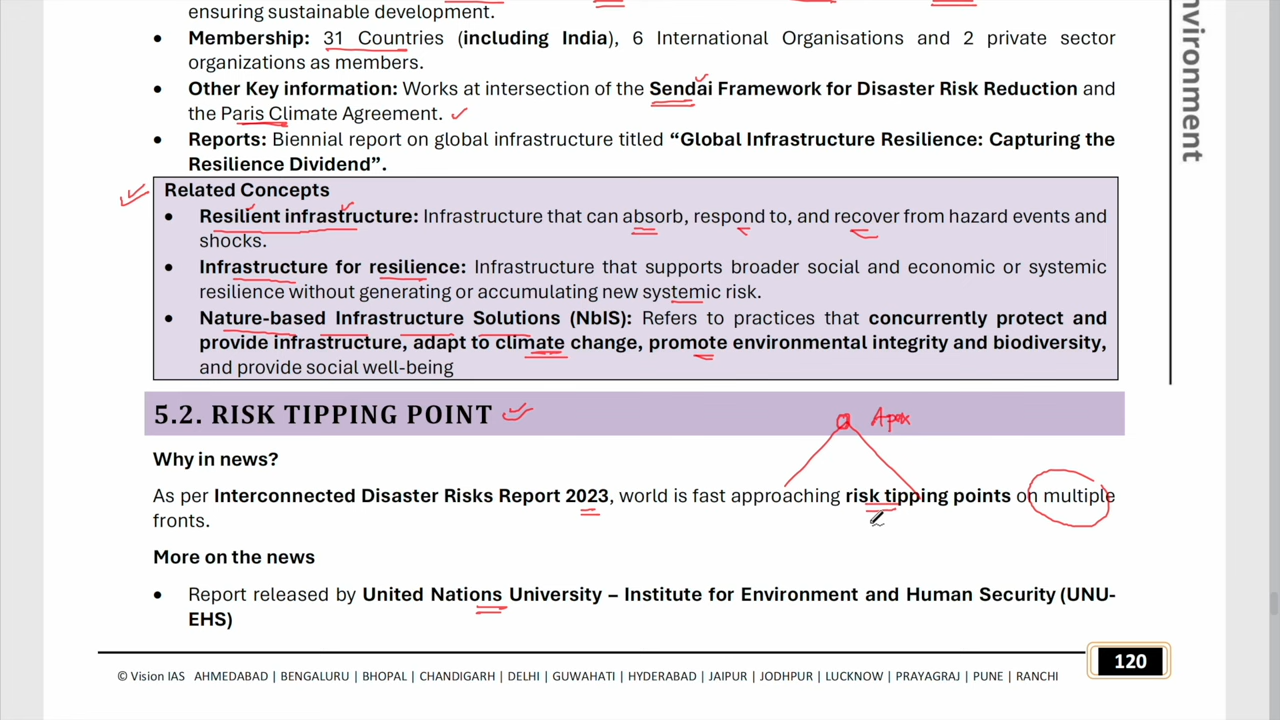 ensuring sustainable development.
• Membership: 31 Countries (including India), 6 International Organisations and 2 private sector
organizations as members.
• Other Key information: Works at intersection of the Sendai Framework for Disaster Risk Reduction and
the Paris Climate Agreement.
• Reports: Biennial report on global infrastructure titled “Global Infrastructure Resilience: Capturing the
Resilience Dividend”.
Related Concepts
• Resilient infrastructure: Infrastructure that can absorb, respond to, and recover from hazard events and
shocks.
• Infrastructure for resilience: Infrastructure that supports broader social and economic or systemic
resilience without generating or accumulating new systemic risk.
• Nature-based Infrastructure Solutions (NbIS): Refers to practices that concurrently protect and
provide infrastructure, adapt to climate change, promote environmental integrity and biodiversity,
and provide social well-being
5.2. RISK TIPPING POINT
Apex
Why in news?
As per Interconnected Disaster Risks Report 2023, world is fast approaching risk tipping points on multiple
fronts.
More on the news
• Report released by United Nations University – Institute for Environment and Human Security (UNU-
EHS)
120
© Vision IAS AHMEDABAD | BENGALURU | BHOPAL | CHANDIGARH | DELHI | GUWAHATI | HYDERABAD | JAIPUR | JODHPUR | LUCKNOW | PRAYAGRAJ | PUNE | RANCHI